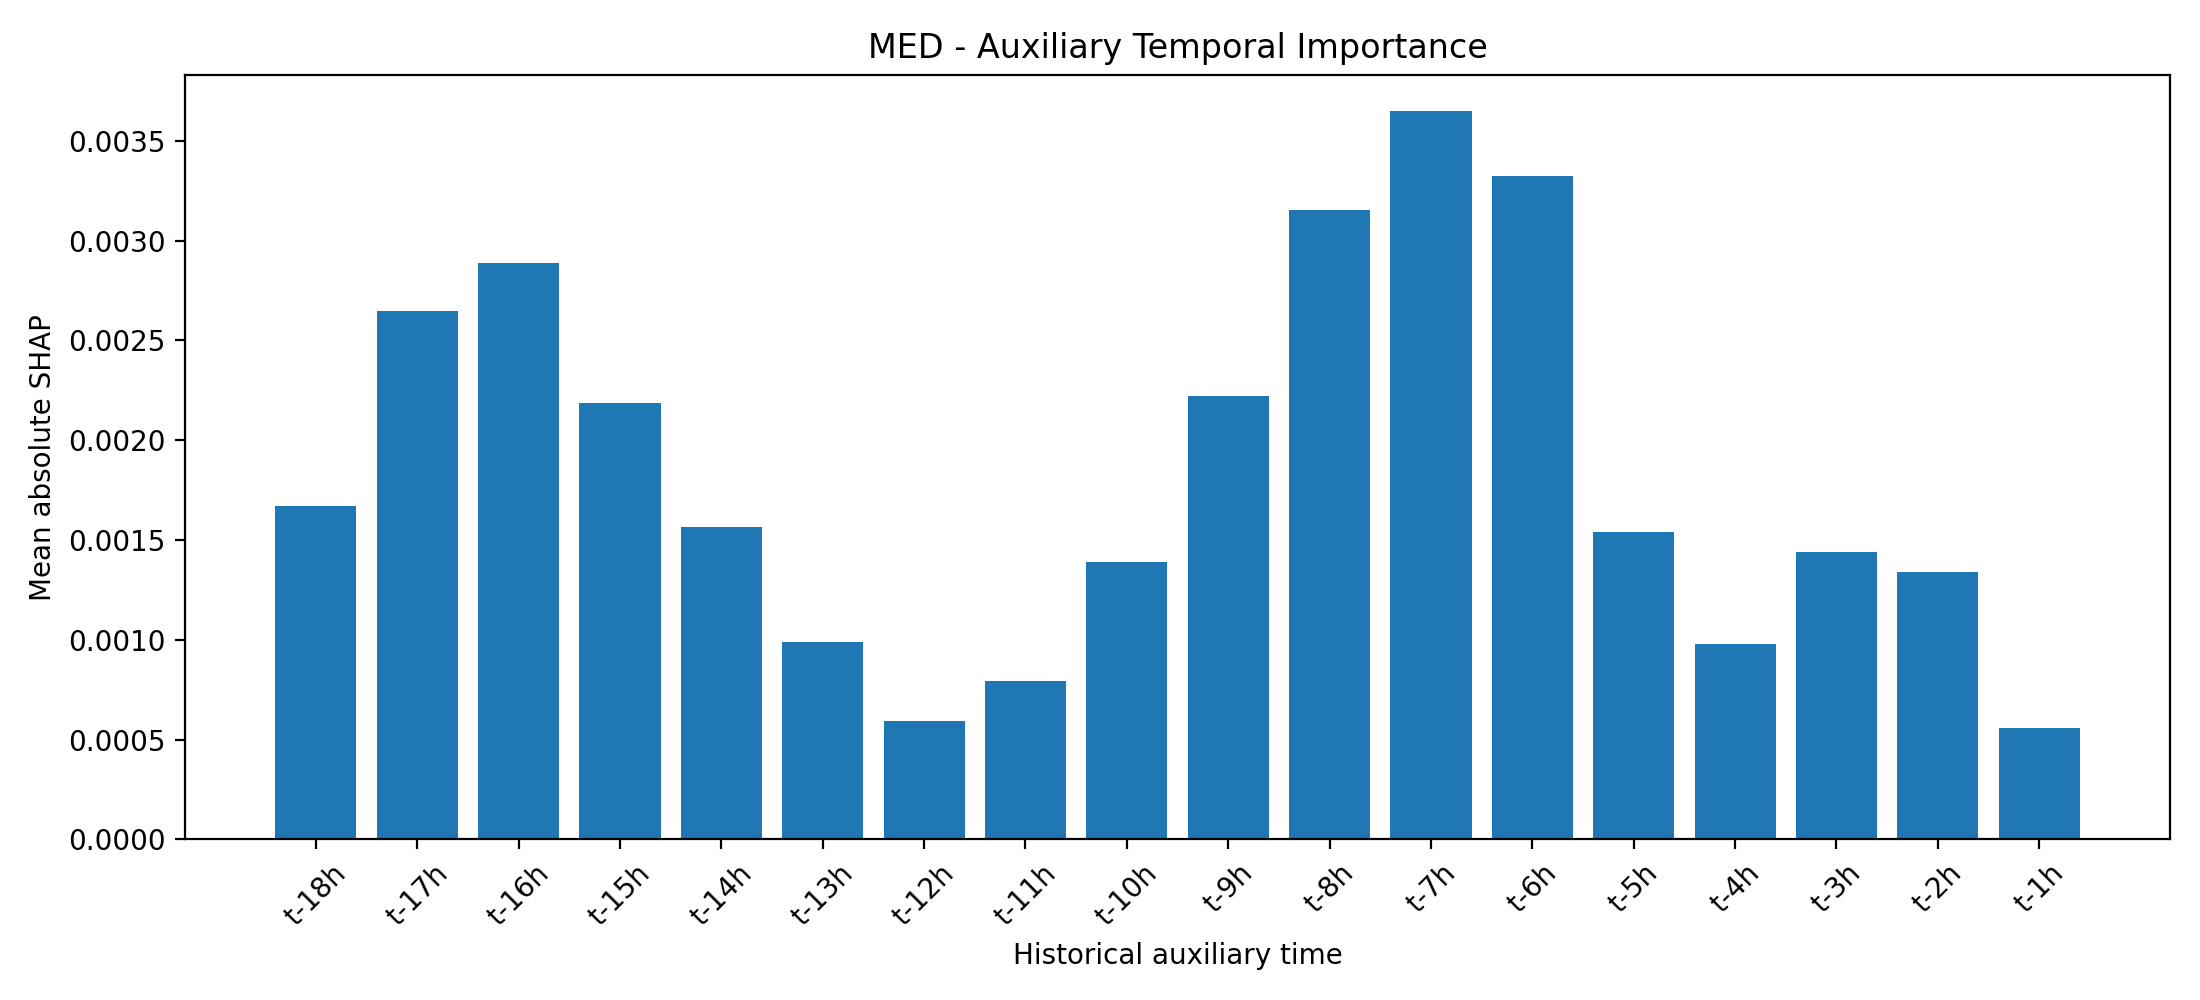 MED - Auxiliary Temporal Importance
Mean absolute SHAP
0.0035
0.0030
0.0025
0.0020
0.0015
0.0010
0.0005
0.0000
t-18h
t-17h
t-16h
t-15h
t-14h
t-13h
t-12h
t-11h
t-10h
t-9h
t-8h
t-7h
t-6h
t-5h
t-4h
t-3h
t-2h
t-1h
Historical auxiliary time